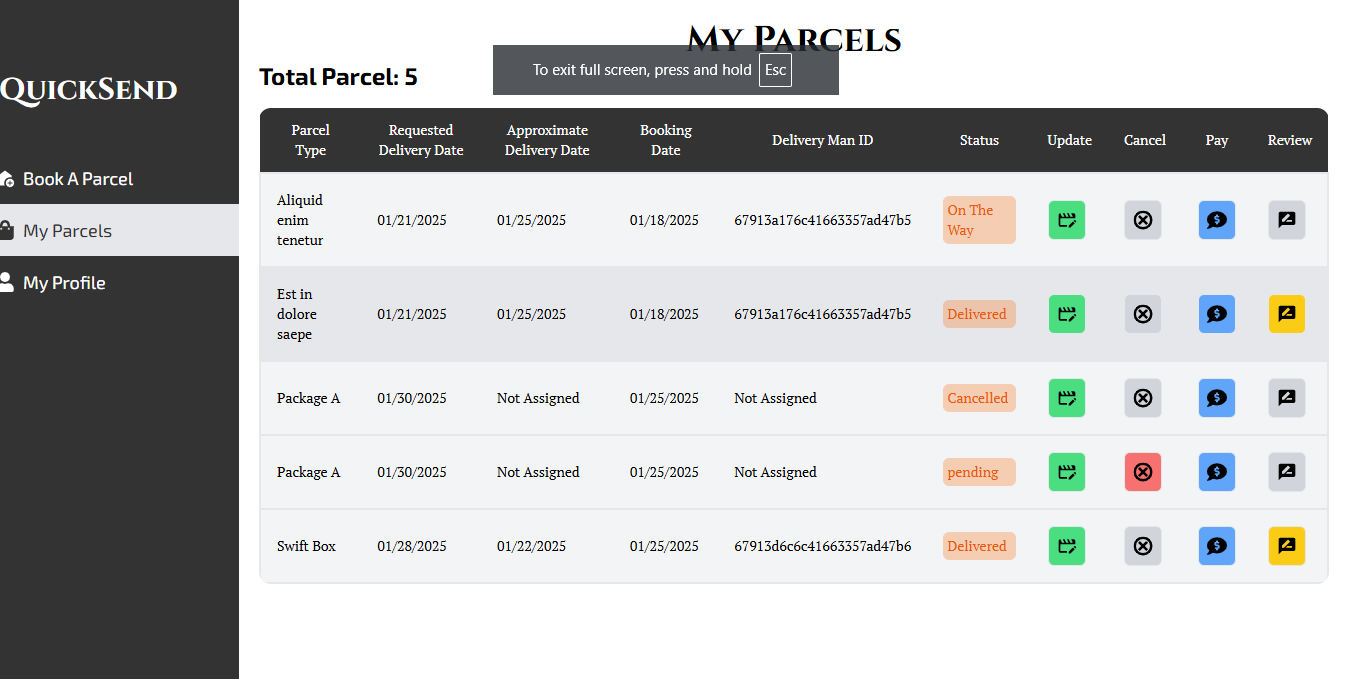 My Parcels
To exit full screen, press and hold Esc
Total Parcel: 5
QuickSend
Book A Parcel
My Parcels
My Profile
Parcel Type Requested Delivery Date Approximate Delivery Date Booking Date Delivery Man ID Status Update Cancel Pay Review
Aliquid enim tenetur 01/21/2025 01/25/2025 01/18/2025 67913a176c41663357ad47b5 On The Way
Est in dolore saepe 01/21/2025 01/25/2025 01/18/2025 67913a176c41663357ad47b5 Delivered
Package A 01/30/2025 Not Assigned 01/25/2025 Not Assigned Cancelled
Package A 01/30/2025 Not Assigned 01/25/2025 Not Assigned pending
Swift Box 01/28/2025 01/22/2025 01/25/2025 67913d6c6c41663357ad47b6 Delivered